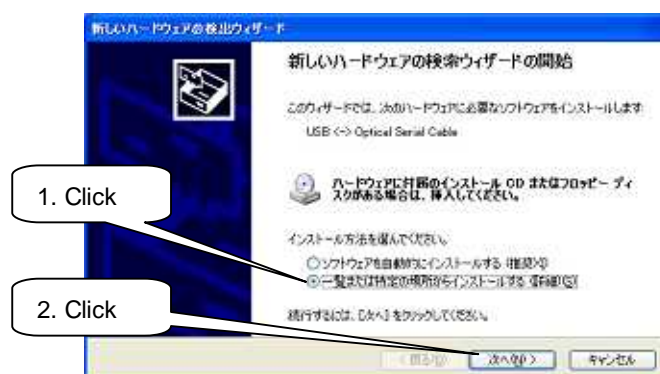 新しいハードウェアの検出ウィザード
新しいハードウェアの検索ウィザードの開始
このウィザードでは、次のハードウェアに必要なソフトウェアをインストールします:
USB <-> Optical Serial Cable
ハードウェアに付属のインストール CD またはフロッピー ディ
スクがある場合は、挿入してください。
1. Click
インストール方法を選んでください。
ソフトウェアを自動的にインストールする (推奨)(I)
一覧または特定の場所からインストールする (詳細)(S)
2. Click
続行するには、[次へ] をクリックしてください。
< 戻る(B)
次へ(N) >
キャンセル